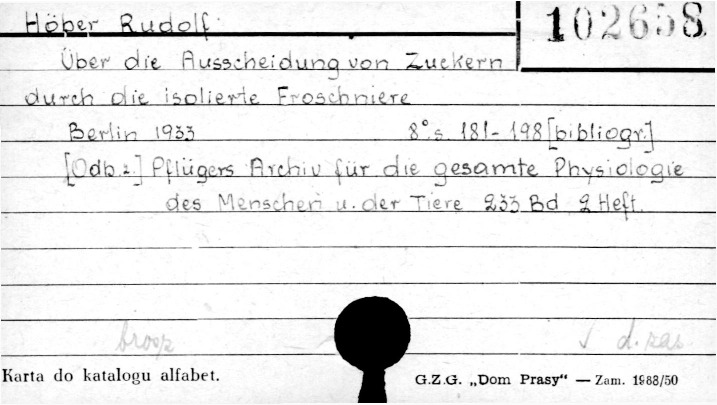 Höber Rudolf 102658
Über die Ausscheidung von Zuckern
durch die isolierte Froschniere
Berlin 1933 8° s. 181-198 [bibliogr.]
[Odb. z.] Pflügers Archiv für die gesamte Physiologie
des Menschen u. der Tiere 233 Bd 2 Heft.
brosz d. zas
Karta do katalogu alfabet. G.Z.G. „Dom Prasy“ — Zam. 1988/50